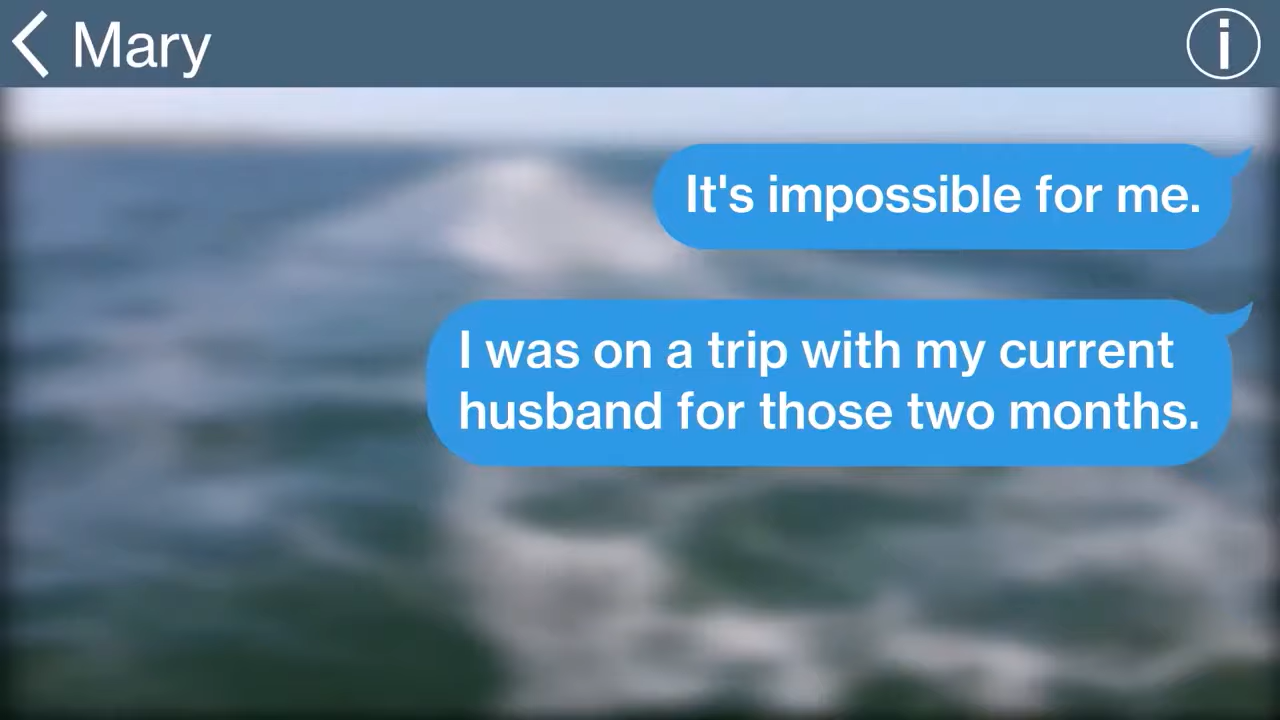 Mary
It's impossible for me.
I was on a trip with my current
husband for those two months.